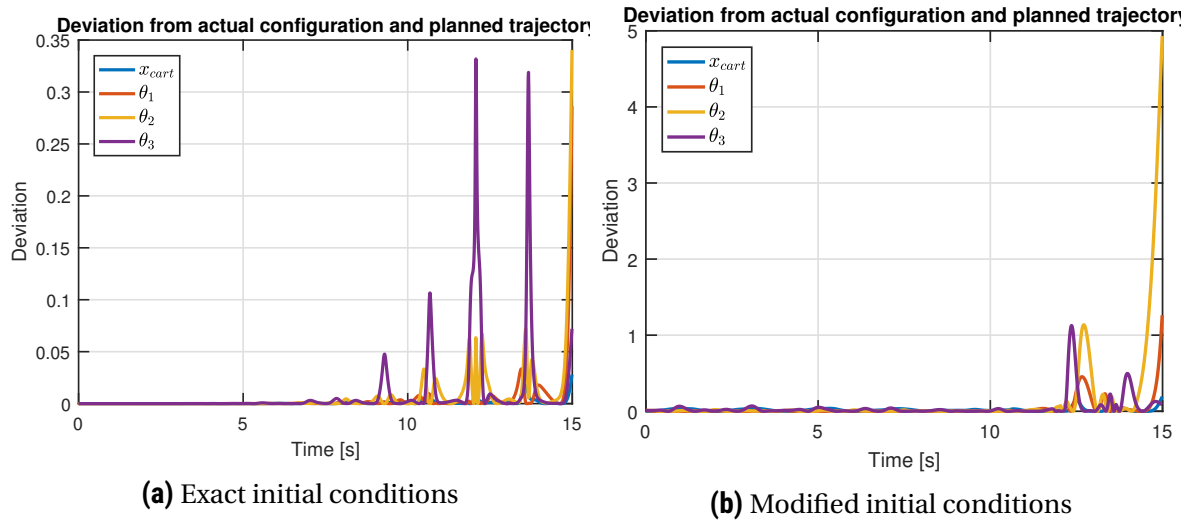 Deviation from actual configuration and planned trajectory
0.35
0.3
0.25
0.2
0.15
0.1
0.05
0
Deviation
x_cart
θ_1
θ_2
θ_3
0
5
10
15
Time [s]
(a) Exact initial conditions
Deviation from actual configuration and planned trajectory
5
4
3
2
1
0
Deviation
x_cart
θ_1
θ_2
θ_3
0
5
10
15
Time [s]
(b) Modified initial conditions